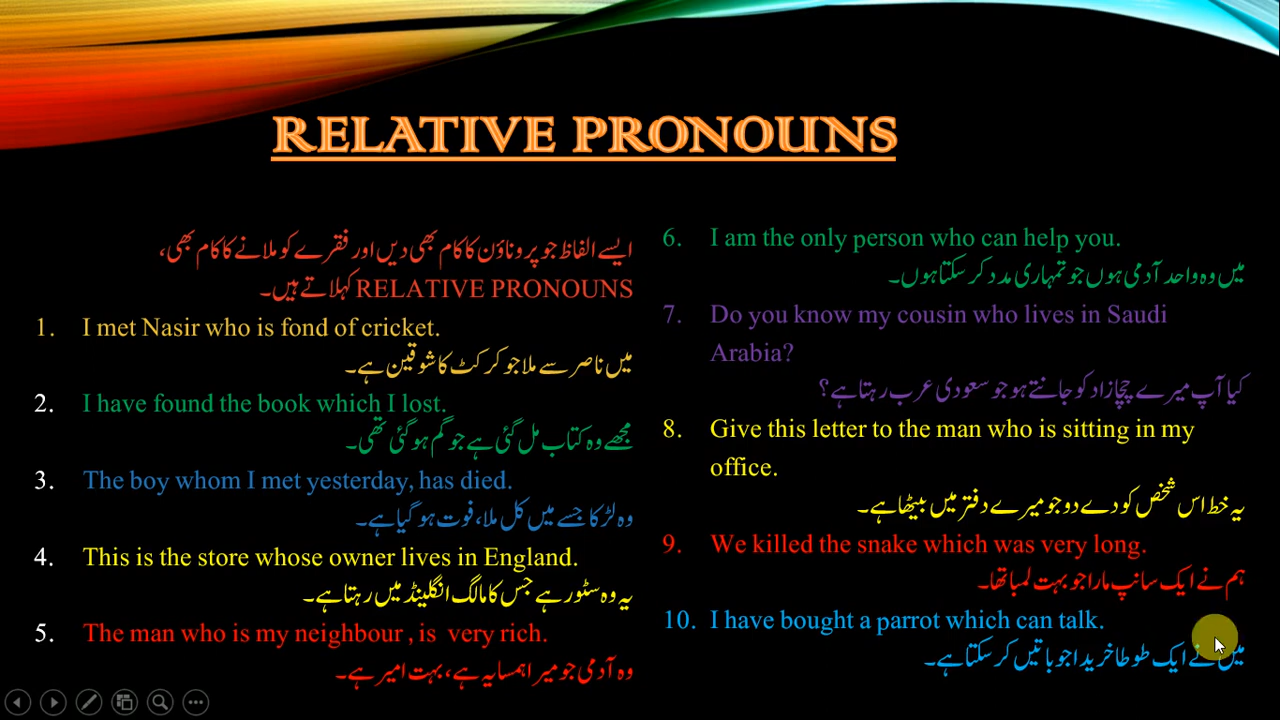 RELATIVE PRONOUNS
ایسے الفاظ جو پروناؤن کا کام بھی دیں اور فقرے کو ملانے کا کام بھی،
RELATIVE PRONOUNS کہلاتے ہیں۔
1. I met Nasir who is fond of cricket.
میں ناصر سے ملا جو کرکٹ کا شوقین ہے۔
2. I have found the book which I lost.
مجھے وہ کتاب مل گئی ہے جو گم ہو گئی تھی۔
3. The boy whom I met yesterday, has died.
وہ لڑکا جسے میں کل ملا، فوت ہو گیا ہے۔
4. This is the store whose owner lives in England.
یہ وہ سٹور ہے جس کا مالگ انگلینڈ میں رہتا ہے۔
5. The man who is my neighbour , is very rich.
وہ آدمی جو میرا ہمسایہ ہے، بہت امیر ہے۔
6. I am the only person who can help you.
میں وہ واحد آدمی ہوں جو تمہاری مدد کر سکتا ہوں۔
7. Do you know my cousin who lives in Saudi
Arabia?
کیا آپ میرے چچازاد کو جانتے ہو جو سعودی عرب رہتا ہے؟
8. Give this letter to the man who is sitting in my
office.
یہ خط اس شخص کو دے دو جو میرے دفتر میں بیٹھا ہے۔
9. We killed the snake which was very long.
ہم نے ایک سانپ مارا جو بہت لمبا تھا۔
10. I have bought a parrot which can talk.
میں نے ایک طوطا خریدا جو باتیں کر سکتا ہے۔